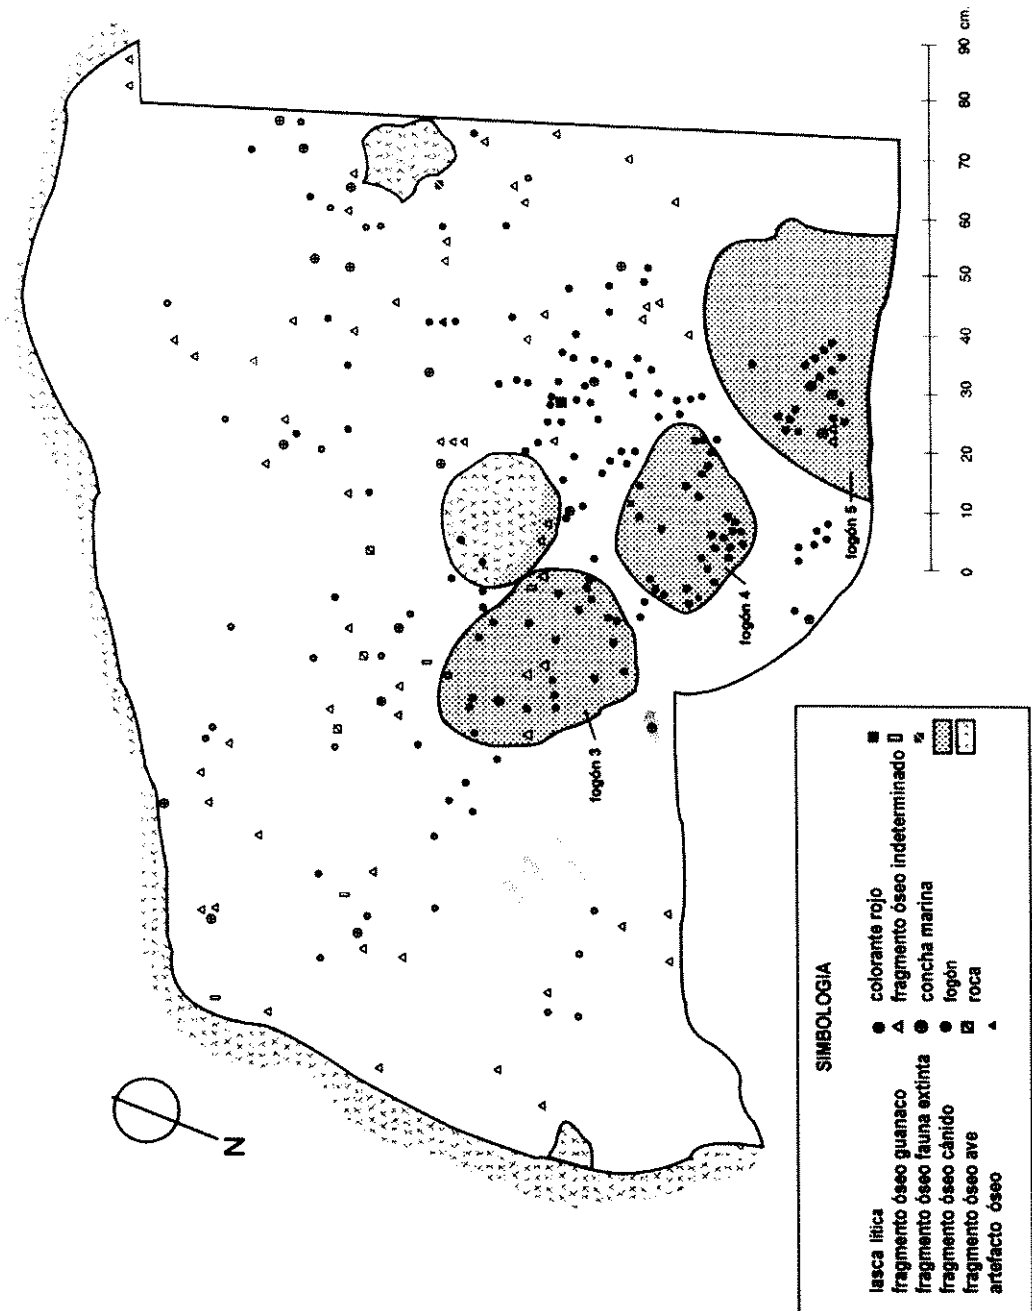 N
90 cm.
80
70
60
50
40
30
20
10
0
fogón 3
fogón 4
fogón 5
SIMBOLOGIA
lasca lítica
fragmento óseo guanaco
fragmento óseo fauna extinta
fragmento óseo cánido
fragmento óseo ave
artefacto óseo
colorante rojo
fragmento óseo indeterminado
concha marina
fogón
roca